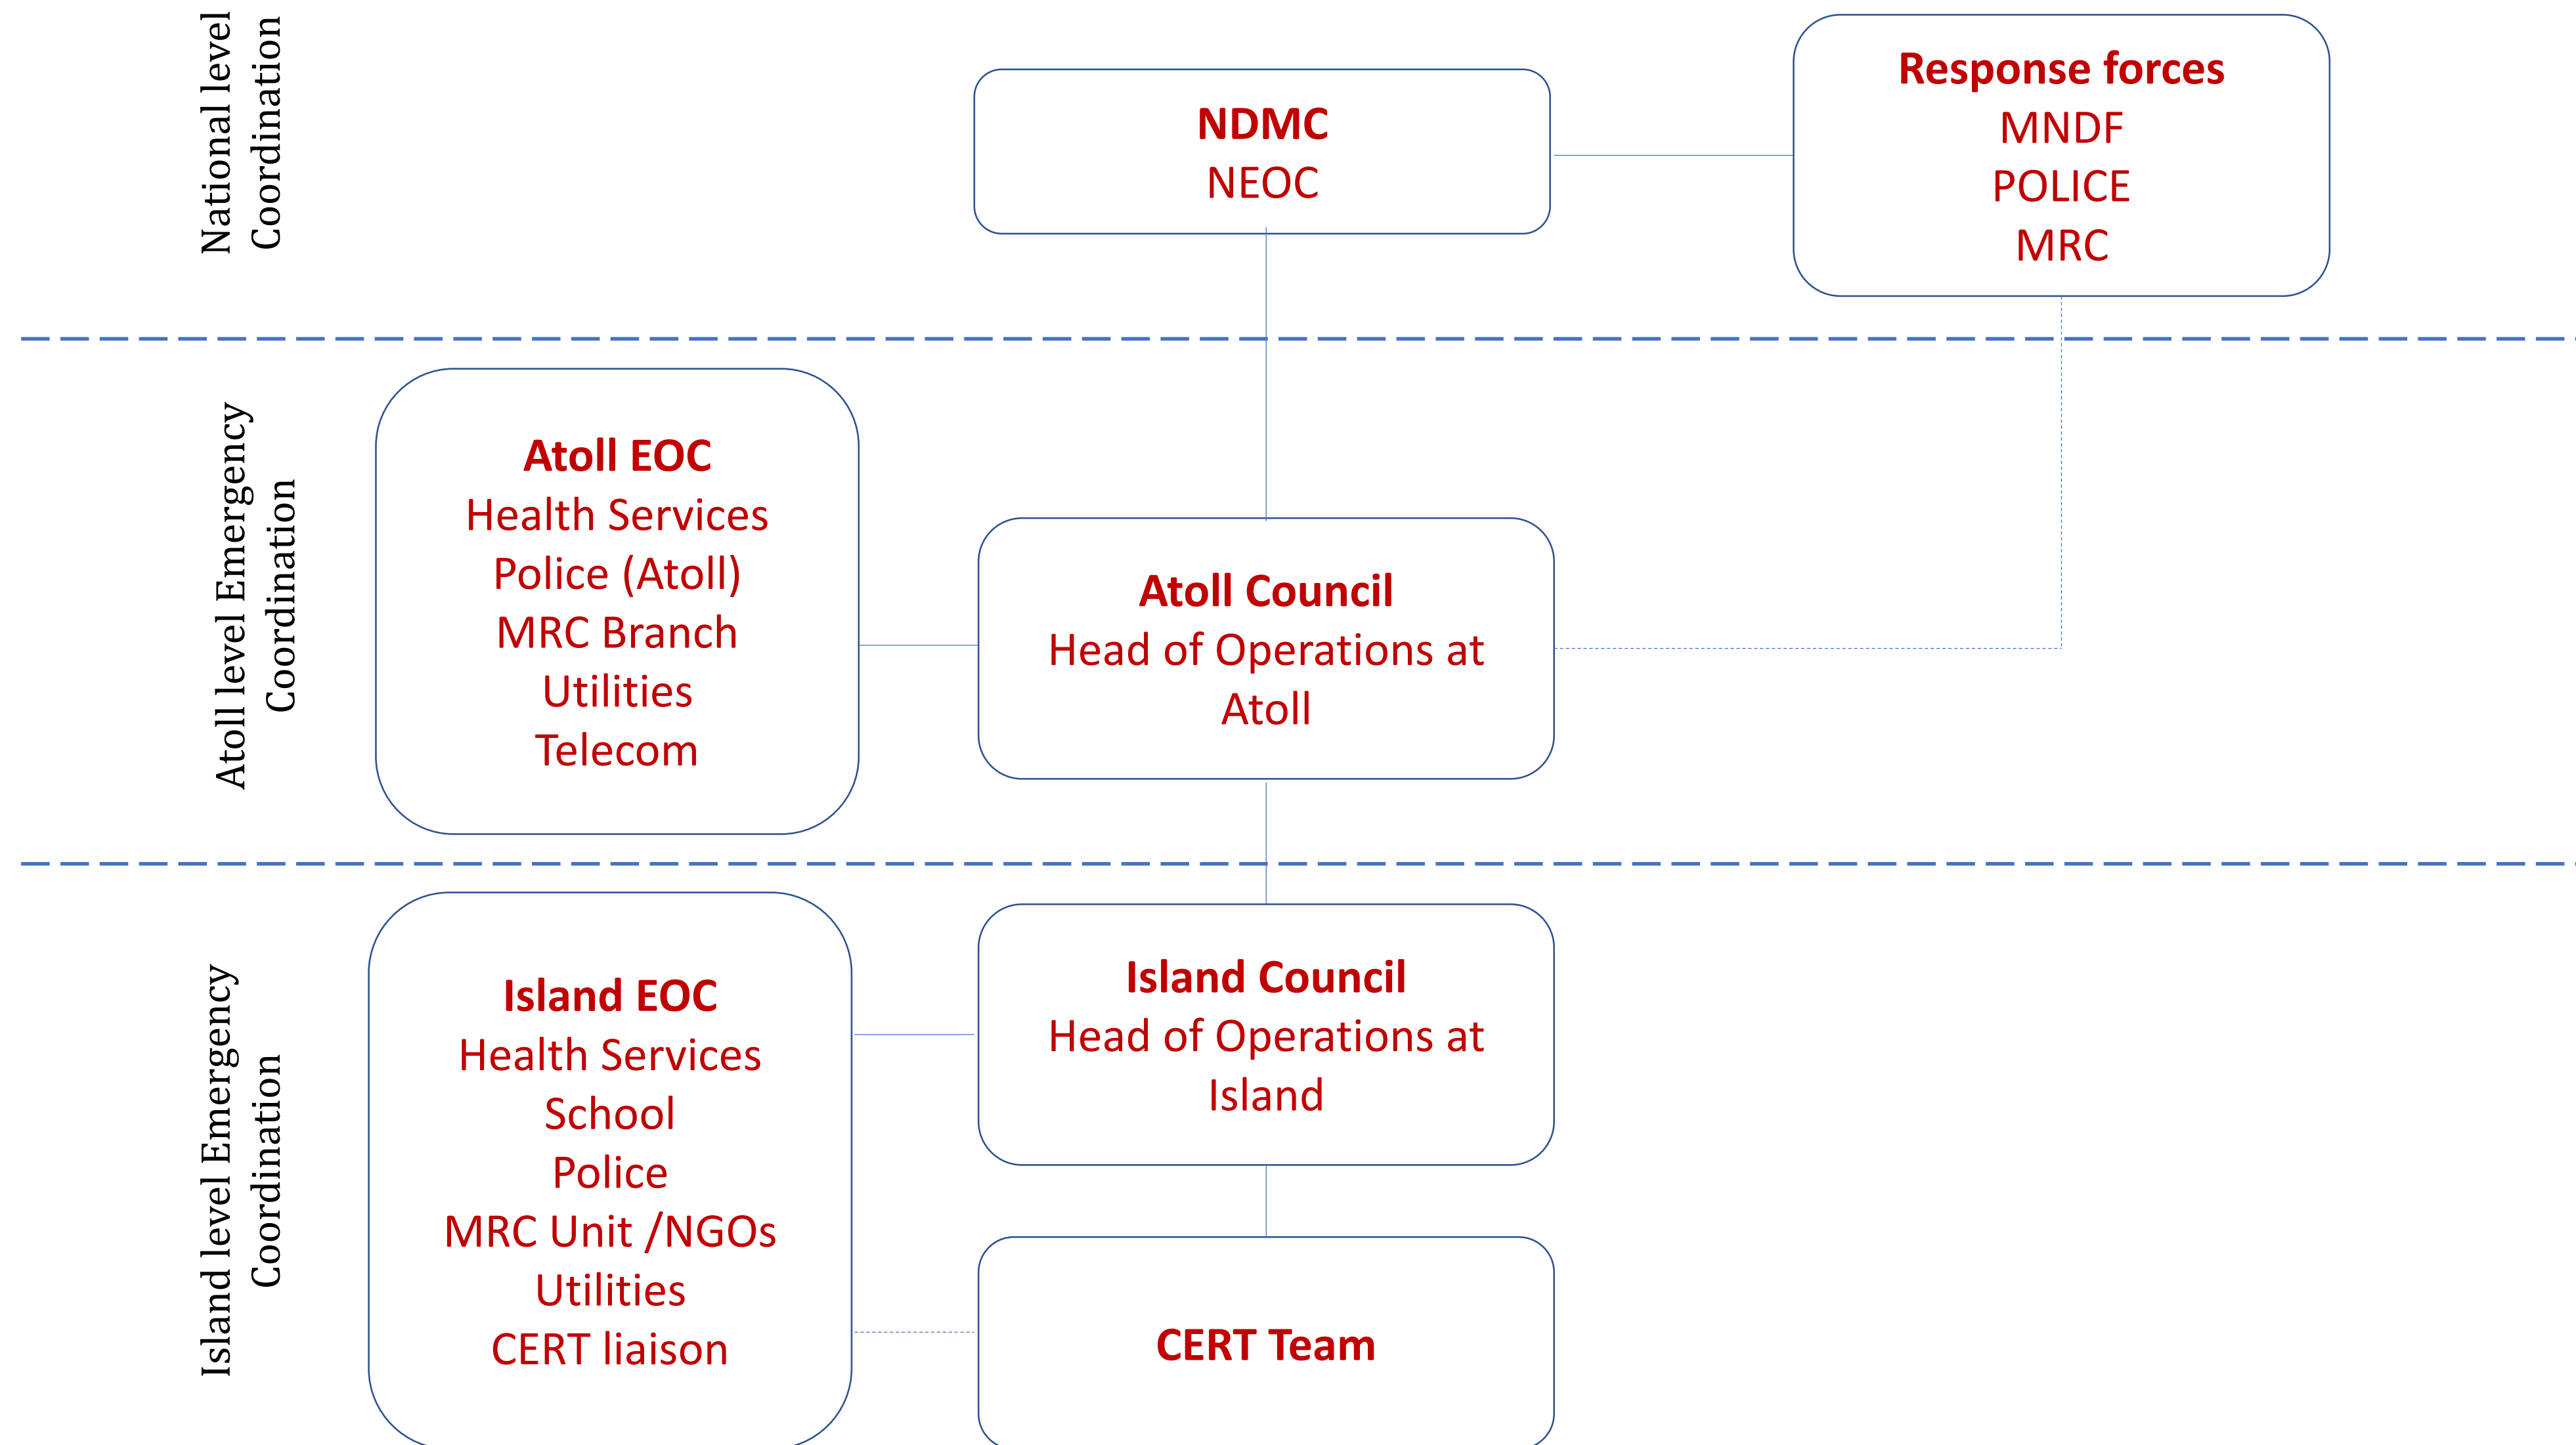 National level
Coordination
NDMC
NEOC
Response forces
MNDF
POLICE
MRC
Atoll level Emergency
Coordination
Atoll EOC
Health Services
Police (Atoll)
MRC Branch
Utilities
Telecom
Atoll Council
Head of Operations at
Atoll
Island level Emergency
Coordination
Island EOC
Health Services
School
Police
MRC Unit /NGOs
Utilities
CERT liaison
Island Council
Head of Operations at
Island
CERT Team